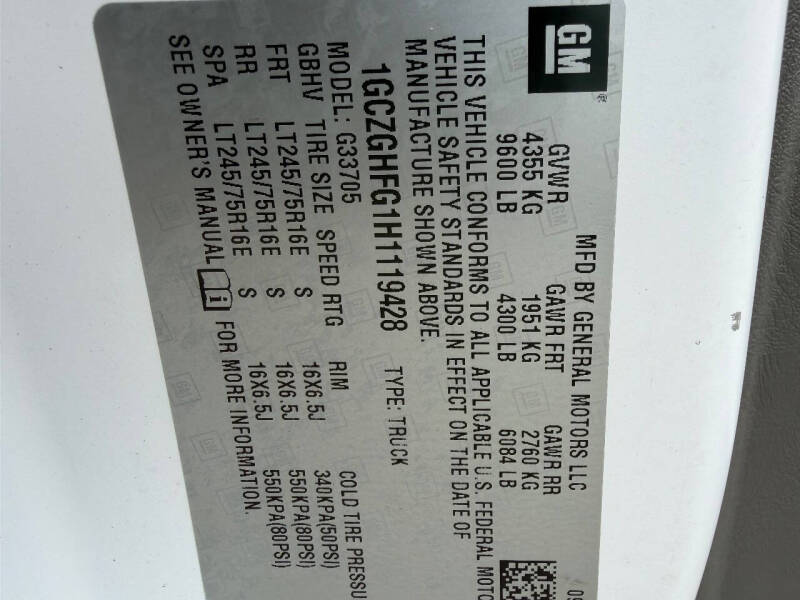 GM
®
MFD BY GENERAL MOTORS LLC
09
GVWR GAWR FRT GAWR RR
4355 KG 1951 KG 2760 KG
9600 LB 4300 LB 6084 LB
THIS VEHICLE CONFORMS TO ALL APPLICABLE U.S. FEDERAL MOTO
VEHICLE SAFETY STANDARDS IN EFFECT ON THE DATE OF
MANUFACTURE SHOWN ABOVE.
1GCZGHFG1H1119428 TYPE: TRUCK
MODEL: G33705
GBHV TIRE SIZE SPEED RTG RIM COLD TIRE PRESSU
FRT LT245/75R16E S 16X6.5J 340KPA(50PSI)
RR LT245/75R16E S 16X6.5J 550KPA(80PSI)
SPA LT245/75R16E S 16X6.5J 550KPA(80PSI)
SEE OWNER'S MANUAL i FOR MORE INFORMATION.